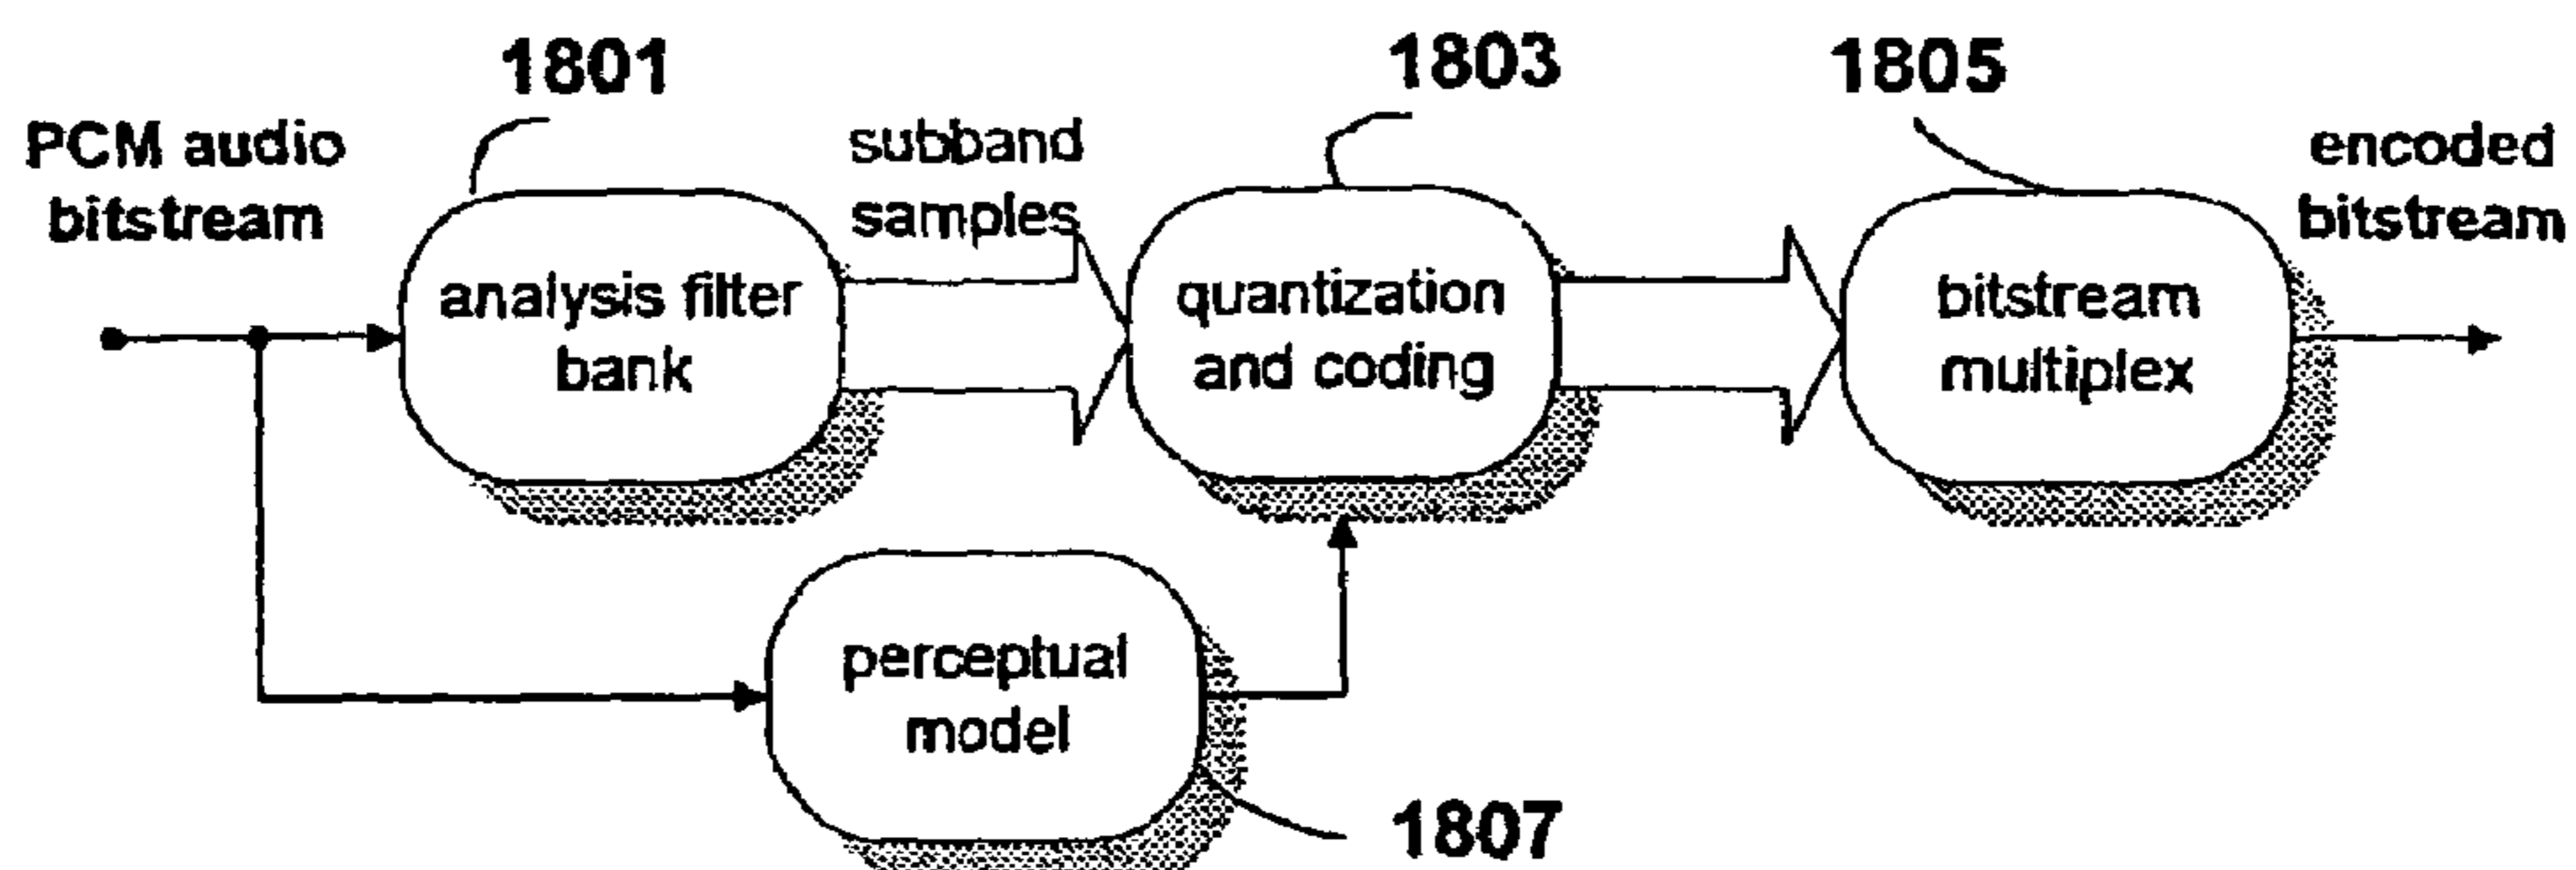 1801
1803
1805
PCM audio
bitstream
subband
samples
encoded
bitstream
analysis filter
bank
quantization
and coding
bitstream
multiplex
perceptual
model
1807